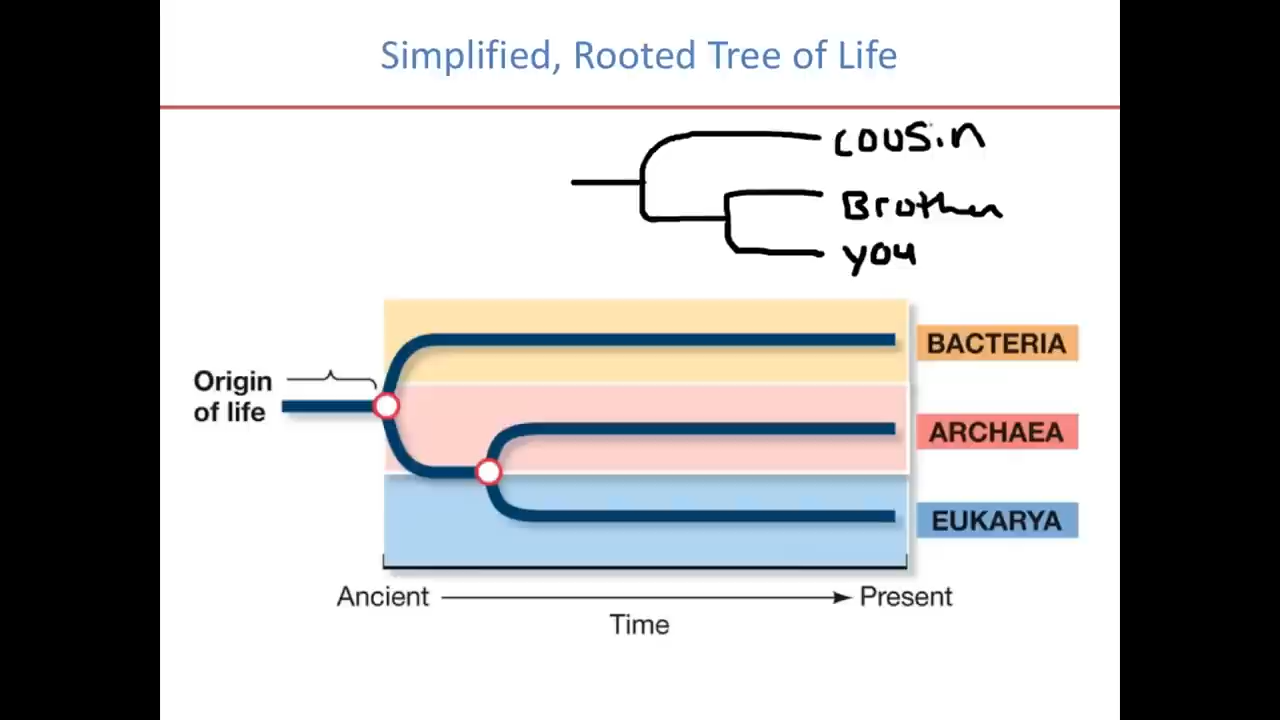 Simplified, Rooted Tree of Life
cousin
Brother
you
BACTERIA
Origin
of life
ARCHAEA
EUKARYA
Ancient
Present
Time